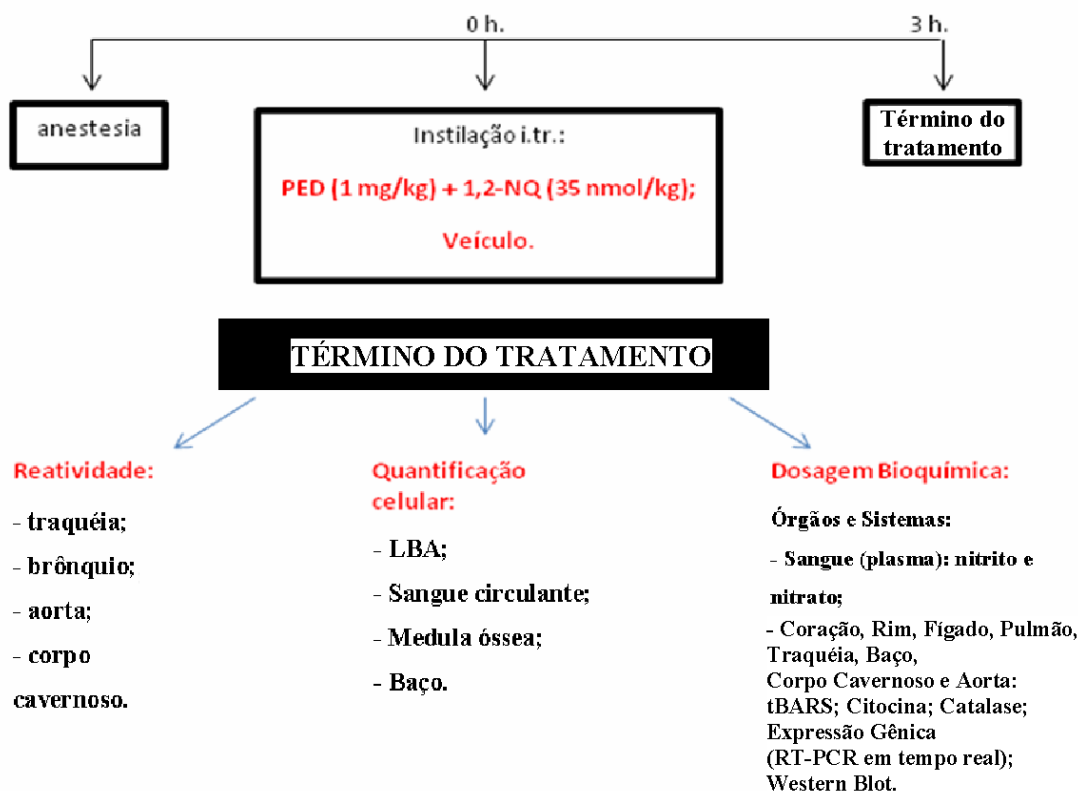 0 h.
3 h.
anestesia
Instilação i.tr.:
PED (1 mg/kg) + 1,2-NQ (35 nmol/kg);
Veículo.
Término do
tratamento
TÉRMINO DO TRATAMENTO
Reatividade:
- traquéia;
- brônquio;
- aorta;
- corpo
cavernoso.
Quantificação
celular:
- LBA;
- Sangue circulante;
- Medula óssea;
- Baço.
Dosagem Bioquímica:
Órgãos e Sistemas:
- Sangue (plasma): nitrito e
nitrato;
- Coração, Rim, Fígado, Pulmão,
Traquéia, Baço,
Corpo Cavernoso e Aorta:
tBARS; Citocina; Catalase;
Expressão Gênica
(RT-PCR em tempo real);
Western Blot.